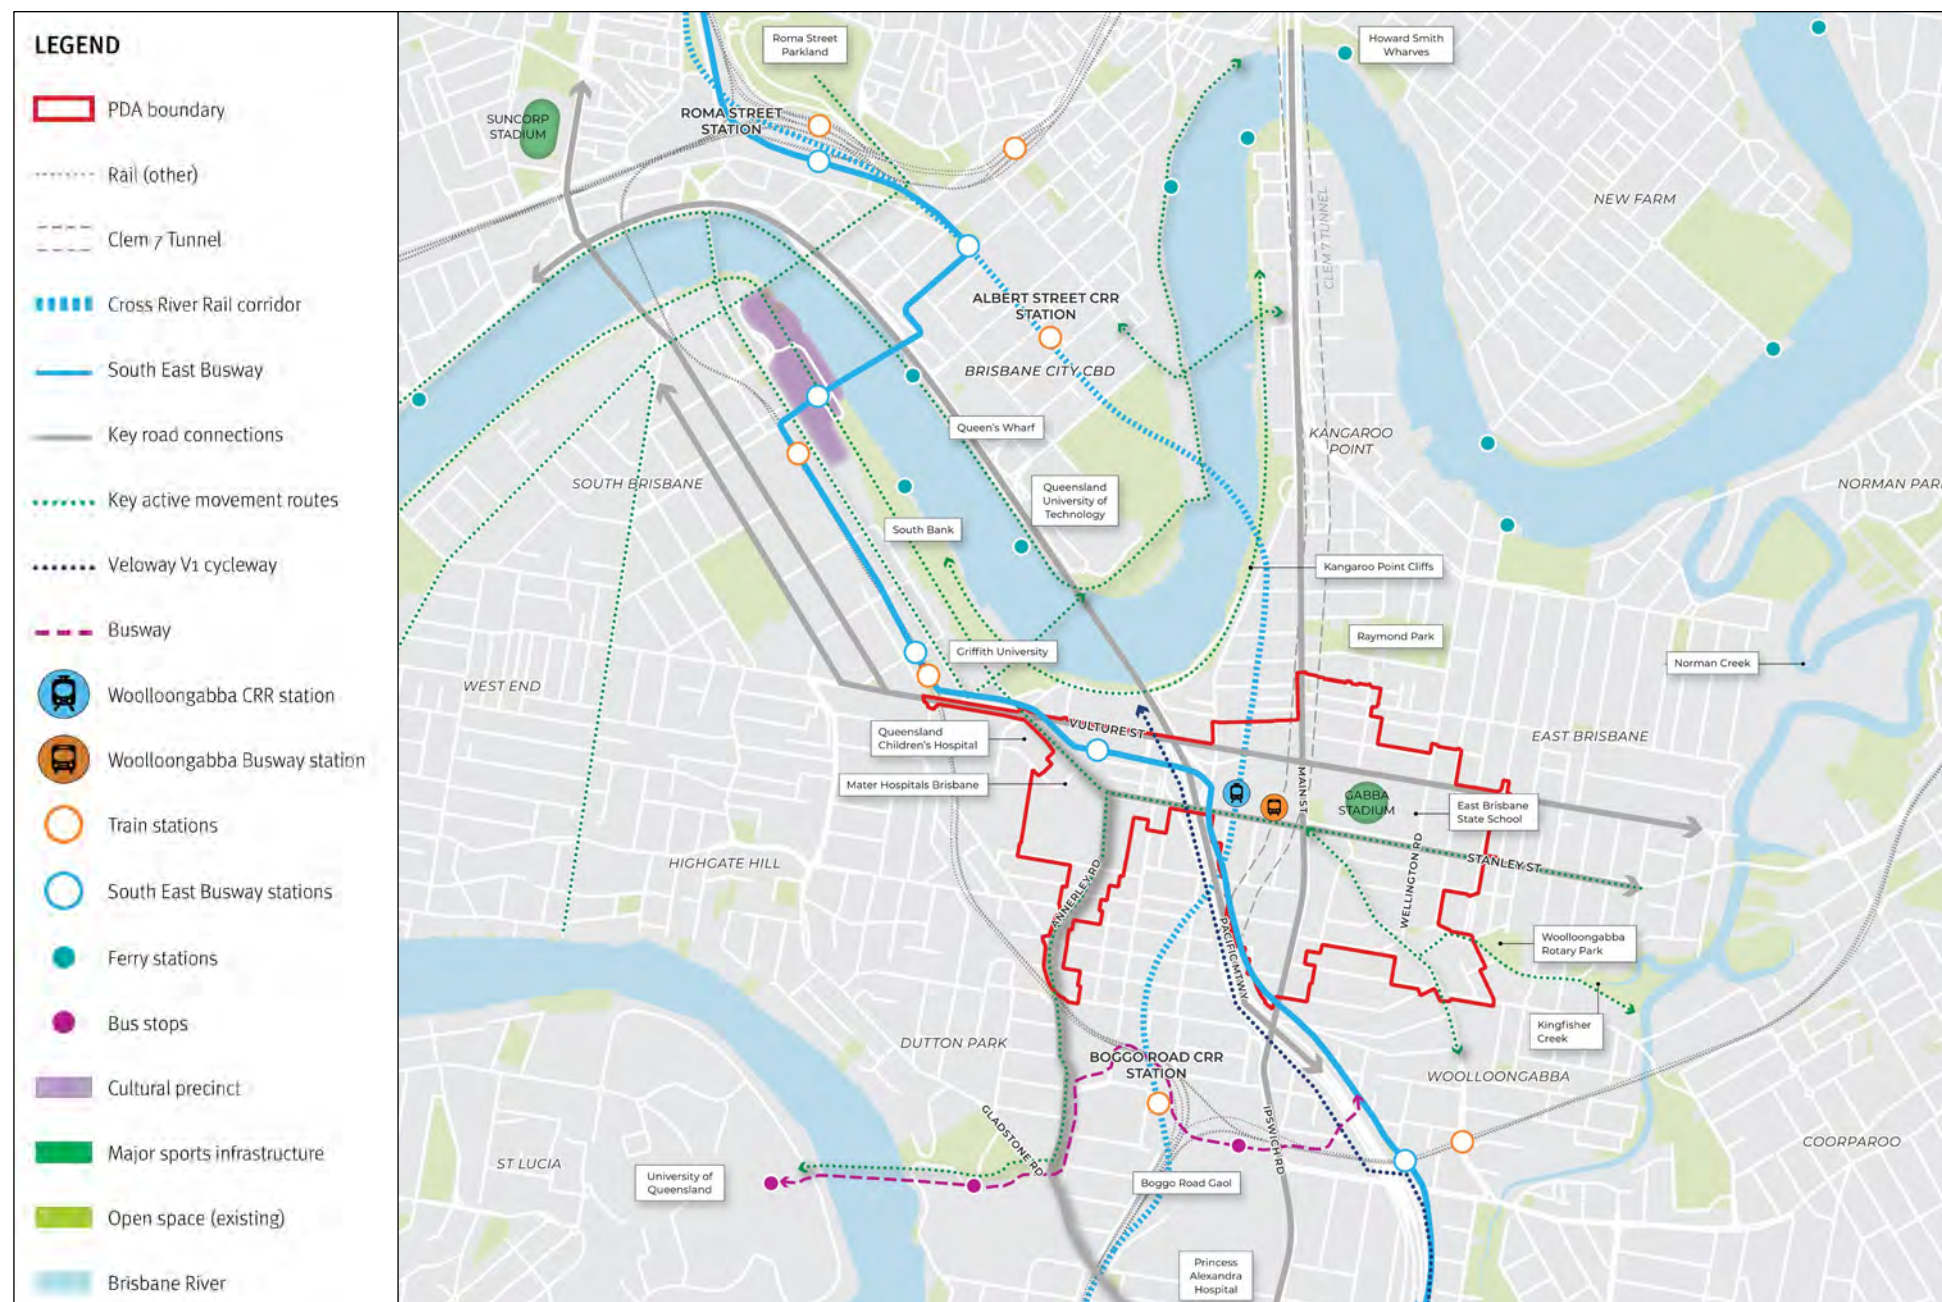 LEGEND
PDA boundary
Rail (other)
Clem 7 Tunnel
Cross River Rail corridor
South East Busway
Key road connections
Key active movement routes
Veloway V1 cycleway
Busway
Woolloongabba CRR station
Woolloongabba Busway station
Train stations
South East Busway stations
Ferry stations
Bus stops
Cultural precinct
Major sports infrastructure
Open space (existing)
Brisbane River
Roma Street
Parkland
Howard Smith
Wharves
SUNCORP
STADIUM
ROMA STREET
STATION
NEW FARM
CLEM 7 TUNNEL
ALBERT STREET CRR
STATION
BRISBANE CITY CBD
Queen's Wharf
KANGAROO
POINT
SOUTH BRISBANE
Queensland
University of
Technology
NORMAN PARK
South Bank
Kangaroo Point Cliffs
Raymond Park
Griffith University
Norman Creek
WEST END
VULTURE ST
EAST BRISBANE
Queensland
Children's Hospital
Mater Hospitals Brisbane
MAIN ST
GABBA
STADIUM
East Brisbane
State School
HIGHGATE HILL
STANLEY ST
WELLINGTON RD
ANNERLEY RD
PACIFIC MTWY
Woolloongabba
Rotary Park
Kingfisher
Creek
DUTTON PARK
BOGGO ROAD CRR
STATION
WOOLLOONGABBA
GLADSTONE RD
IPSWICH RD
COORPAROO
ST LUCIA
University of
Queensland
Boggo Road Gaol
Princess
Alexandra
Hospital